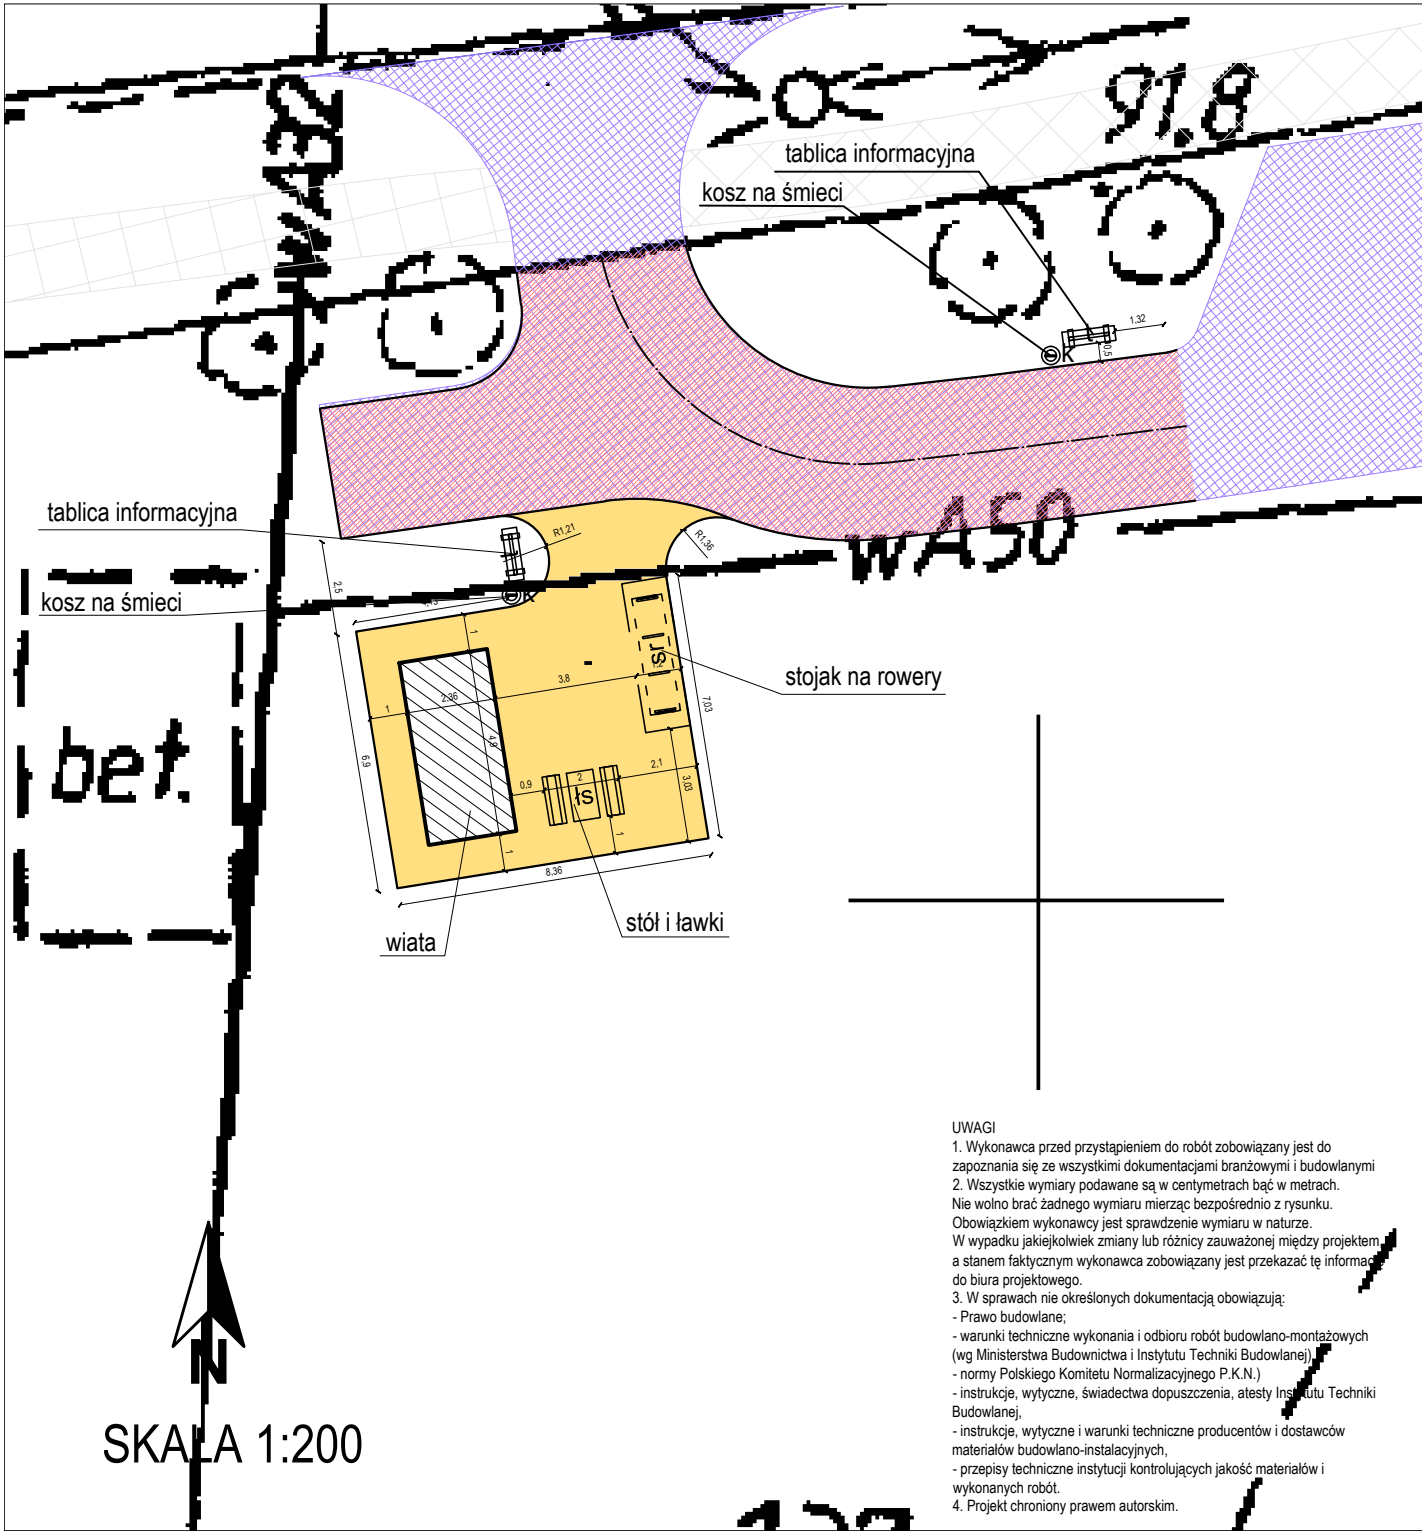 91.8
tablica informacyjna
kosz na śmieci
1,32
0,5
K
tablica informacyjna
R1,21
R1,36
wA50
2,5
kosz na śmieci
K
1
sr
stojak na rowery
1
2,36
3,8
1,2
7,03
bet.
6,9
4,9
0,9
2
2,1
3,03
łs
1
1
8,36
stół i ławki
wiata
UWAGI
1. Wykonawca przed przystąpieniem do robót zobowiązany jest do
zapoznania się ze wszystkimi dokumentacjami branżowymi i budowlanymi
2. Wszystkie wymiary podawane są w centymetrach bąć w metrach.
Nie wolno brać żadnego wymiaru mierząc bezpośrednio z rysunku.
Obowiązkiem wykonawcy jest sprawdzenie wymiaru w naturze.
W wypadku jakiejkolwiek zmiany lub różnicy zauważonej między projektem
a stanem faktycznym wykonawca zobowiązany jest przekazać tę informację
do biura projektowego.
3. W sprawach nie określonych dokumentacją obowiązują:
- Prawo budowlane;
- warunki techniczne wykonania i odbioru robót budowlano-montażowych
(wg Ministerstwa Budownictwa i Instytutu Techniki Budowlanej)
- normy Polskiego Komitetu Normalizacyjnego P.K.N.)
- instrukcje, wytyczne, świadectwa dopuszczenia, atesty Instytutu Techniki
Budowlanej,
- instrukcje, wytyczne i warunki techniczne producentów i dostawców
materiałów budowlano-instalacyjnych,
- przepisy techniczne instytucji kontrolujących jakość materiałów i
wykonanych robót.
4. Projekt chroniony prawem autorskim.
N
SKALA 1:200